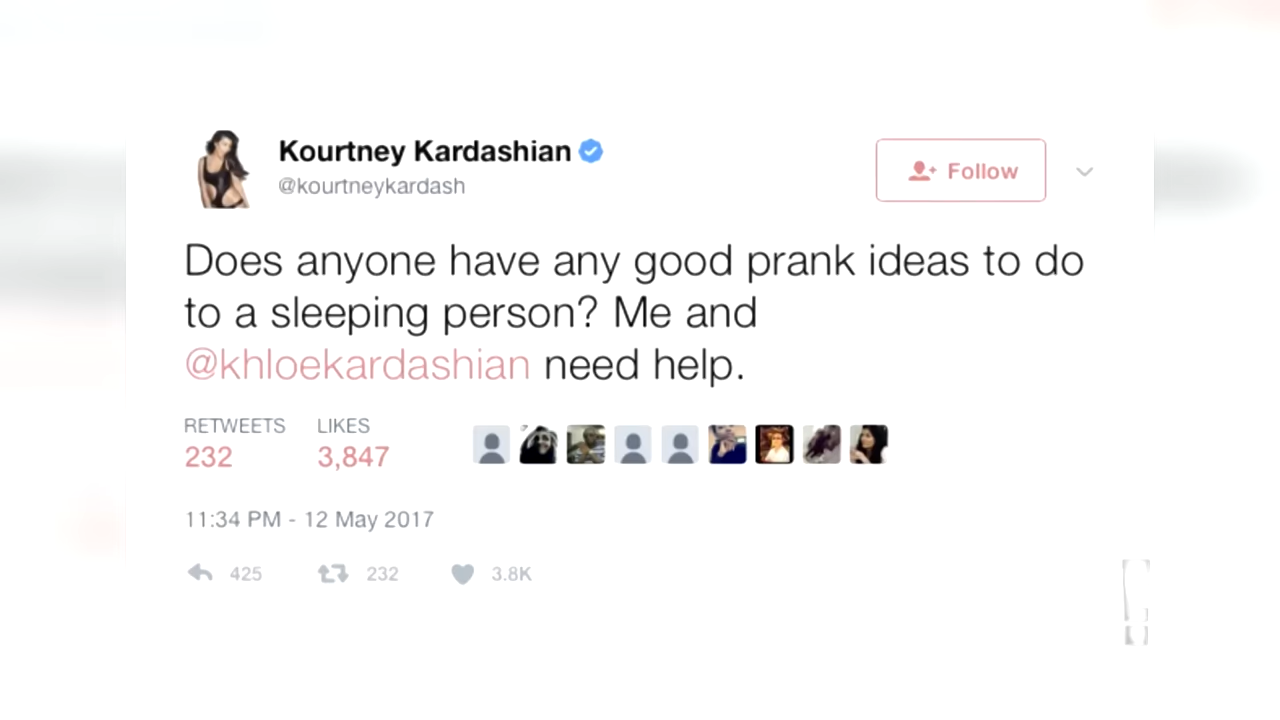 Kourtney Kardashian
@kourtneykardash
Follow
Does anyone have any good prank ideas to do
to a sleeping person? Me and
@khloekardashian need help.
RETWEETS LIKES
232 3,847
11:34 PM - 12 May 2017
425 232 3.8K